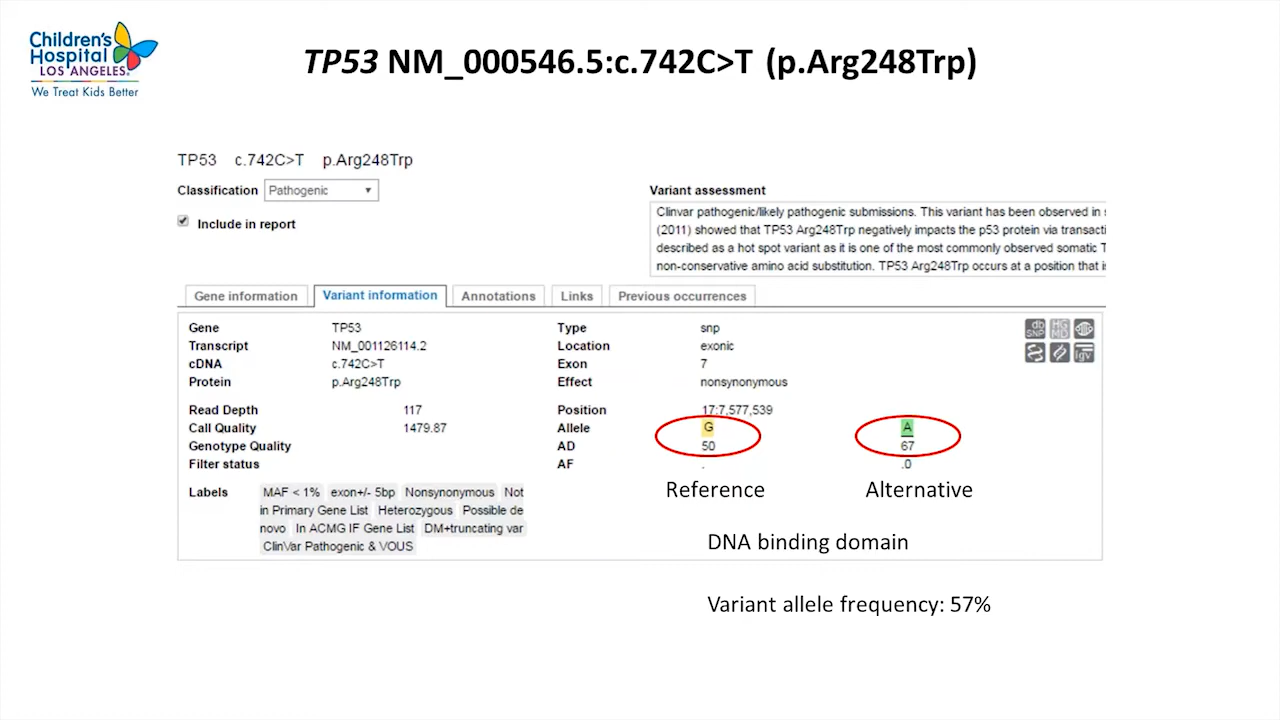 Children's
Hospital
LOS ANGELES®
We Treat Kids Better
TP53 NM_000546.5:c.742C>T (p.Arg248Trp)
TP53 c.742C>T p.Arg248Trp
Classification Pathogenic
Include in report
Variant assessment
Clinvar pathogenic/likely pathogenic submissions. This variant has been observed in
(2011) showed that TP53 Arg248Trp negatively impacts the p53 protein via transacti
described as a hot spot variant as it is one of the most commonly observed somatic T
non-conservative amino acid substitution. TP53 Arg248Trp occurs at a position that i
Gene information Variant information Annotations Links Previous occurrences
Gene TP53 Type snp
Transcript NM_001126114.2 Location exonic
cDNA c.742C>T Exon 7
Protein p.Arg248Trp Effect nonsynonymous
db SNP HG MD
igv
Read Depth 117 Position 17:7,577,539
Call Quality 1479.87 Allele G A
Genotype Quality AD 50 67
Filter status AF . .0
Reference Alternative
Labels MAF < 1% exon+/- 5bp Nonsynonymous Not
in Primary Gene List Heterozygous Possible de
novo In ACMG IF Gene List DM+truncating var
ClinVar Pathogenic & VOUS
DNA binding domain
Variant allele frequency: 57%